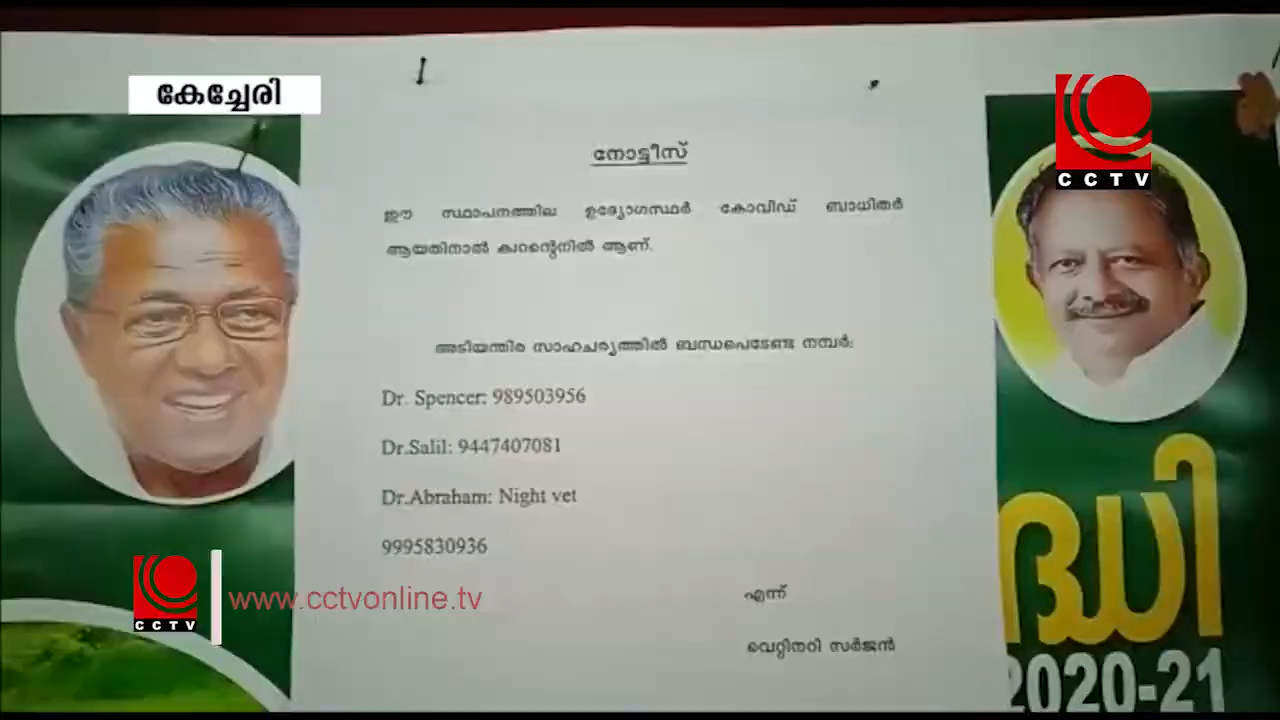 കേച്ചേരി
CCTV
നോട്ടീസ്
ഈ സ്ഥാപനത്തില ഉദ്യോഗസ്ഥർ കോവിഡ് ബാധിതർ
ആയതിനാൽ ക്വറന്റൈനിൽ ആണ്.
അടിയന്തിര സാഹചര്യത്തിൽ ബന്ധപെടേണ്ട നമ്പർ:
Dr. Spencer: 989503956
Dr.Salil: 9447407081
Dr.Abraham: Night vet
9995830936
എന്ന്
വെറ്റിനറി സർജൻ
ദ്ധി
2020-21
CCTV
www.cctvonline.tv